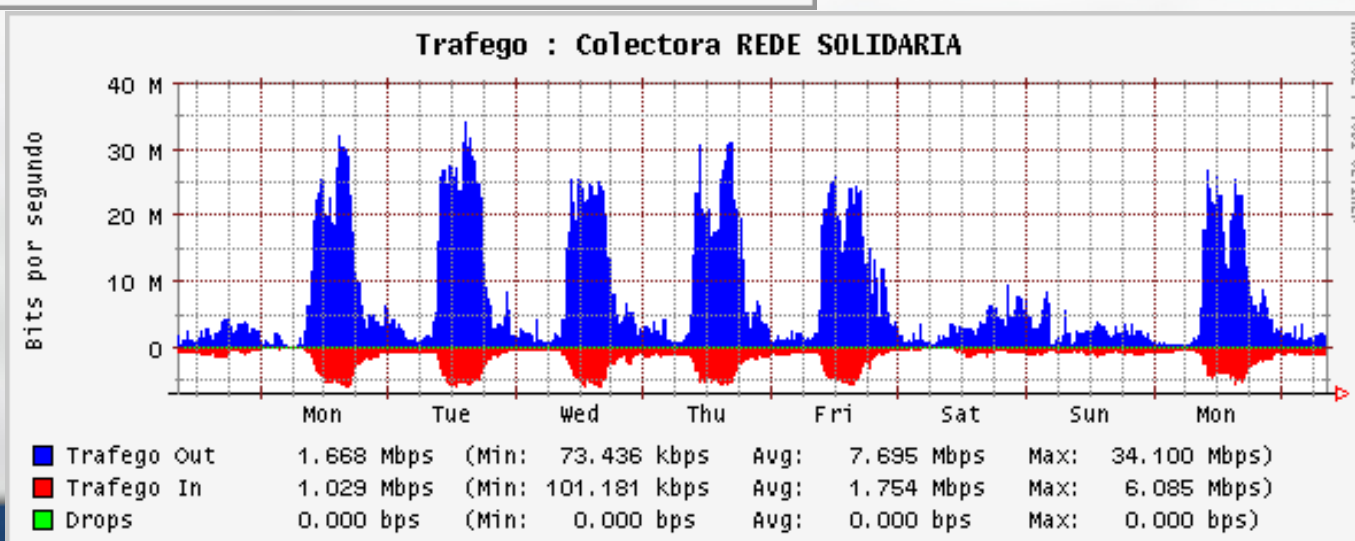 Trafego : Colectora REDE SOLIDARIA
Bits por segundo
40 M
30 M
20 M
10 M
0
Mon Tue Wed Thu Fri Sat Sun Mon
Trafego Out 1.668 Mbps (Min: 73.436 kbps Avg: 7.695 Mbps Max: 34.100 Mbps)
Trafego In 1.029 Mbps (Min: 101.181 kbps Avg: 1.754 Mbps Max: 6.085 Mbps)
Drops 0.000 bps (Min: 0.000 bps Avg: 0.000 bps Max: 0.000 bps)